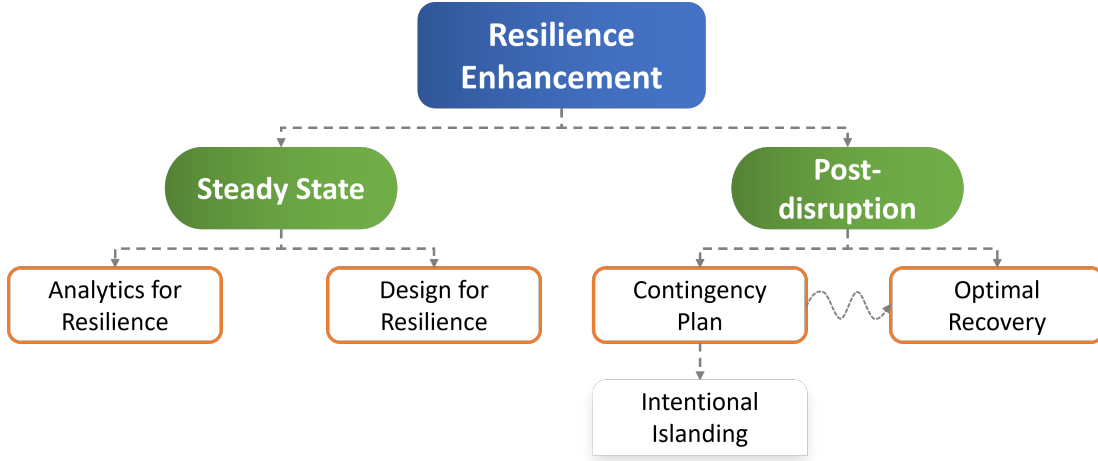 Resilience
Enhancement
Steady State
Post-
disruption
Analytics for
Resilience
Design for
Resilience
Contingency
Plan
Optimal
Recovery
Intentional
Islanding